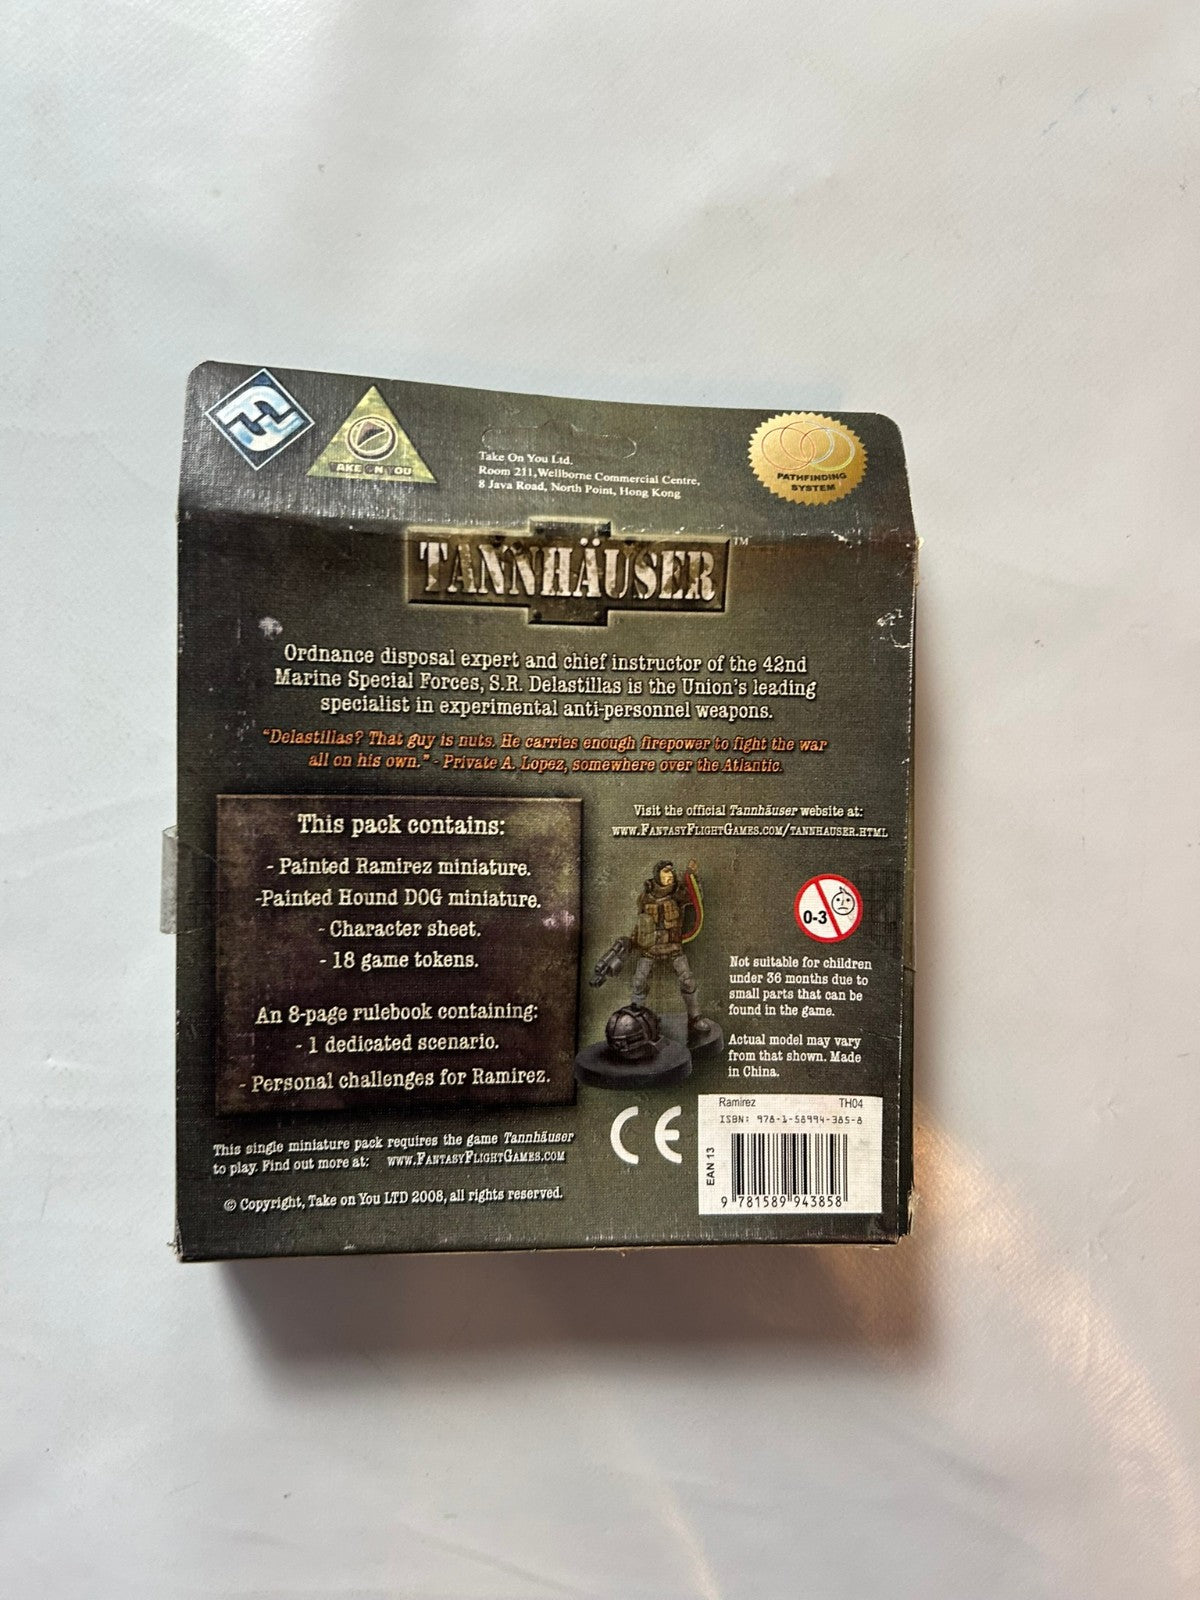 TAKE ON YOU
Take On You Ltd.
Room 211, Wellborne Commercial Centre,
8 Java Road, North Point, Hong Kong
PATHFINDING
SYSTEM
TANNHÄUSER™
Ordnance disposal expert and chief instructor of the 42nd
Marine Special Forces, S.R. Delastillas is the Union's leading
specialist in experimental anti-personnel weapons.
"Delastillas? That guy is nuts. He carries enough firepower to fight the war
all on his own." - Private A. Lopez, somewhere over the Atlantic.
This pack contains:
- Painted Ramirez miniature.
-Painted Hound DOG miniature.
- Character sheet.
- 18 game tokens.
An 8-page rulebook containing:
- 1 dedicated scenario.
- Personal challenges for Ramirez.
Visit the official Tannhäuser website at:
www.FantasyFlightGames.com/tannhauser.html
0-3
Not suitable for children
under 36 months due to
small parts that can be
found in the game.
Actual model may vary
from that shown. Made
in China.
This single miniature pack requires the game Tannhäuser
to play. Find out more at: www.FantasyFlightGames.com
© Copyright, Take on You LTD 2008, all rights reserved.
CE
Ramirez TH04
ISBN: 978-1-58994-385-8
EAN 13
9 781589 943858